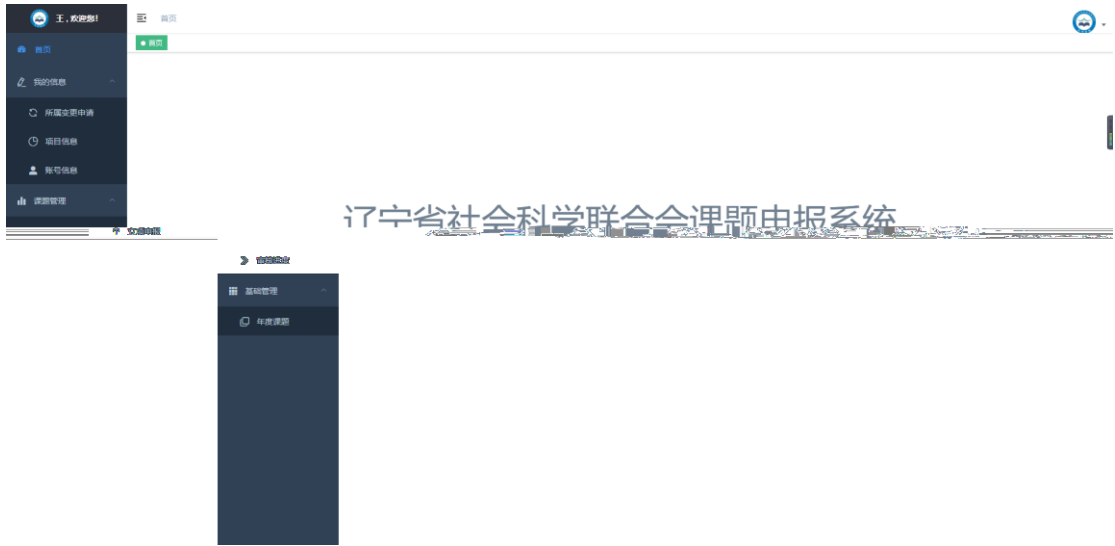 王,欢迎您!
首页
首页
首页
我的信息
所属变更申请
项目信息
账号信息
课题管理
辽宁省社会科学联合会课题申报系统
基础管理
年度课题